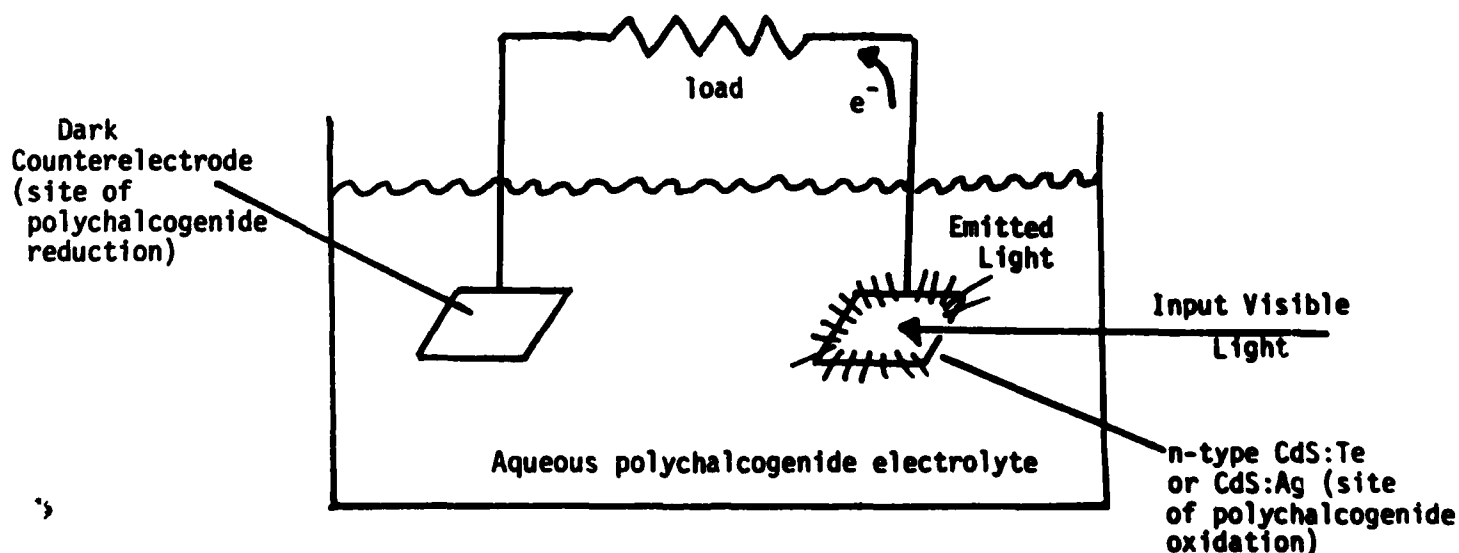 load
e-
Dark
Counterelectrode
(site of
polychalcogenide
reduction)
Emitted
Light
Input Visible
Light
Aqueous polychalcogenide electrolyte
n-type CdS:Te
or CdS:Ag (site
of polychalcogenide
oxidation)